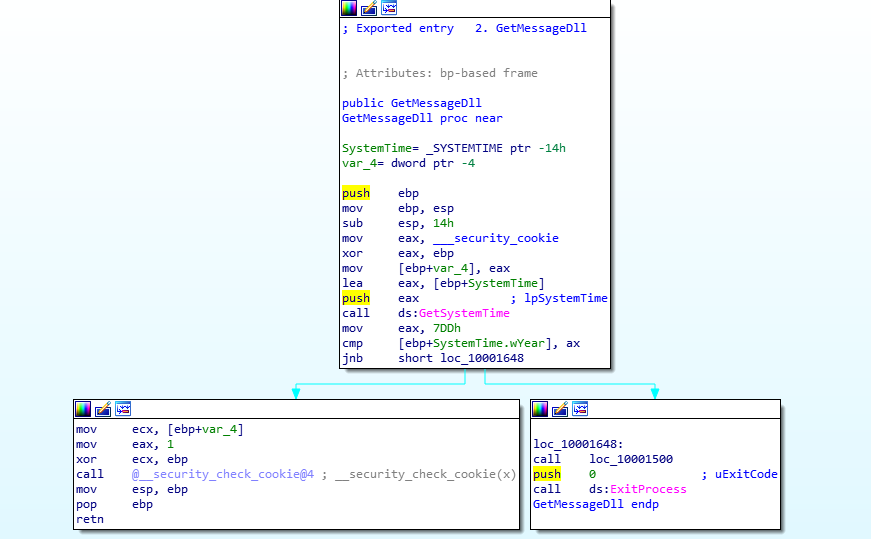 ; Exported entry   2. GetMessageDll
; Attributes: bp-based frame
public GetMessageDll
GetMessageDll proc near
SystemTime= _SYSTEMTIME ptr -14h
var_4= dword ptr -4
push    ebp
mov     ebp, esp
sub     esp, 14h
mov     eax, ___security_cookie
xor     eax, ebp
mov     [ebp+var_4], eax
lea     eax, [ebp+SystemTime]
push    eax             ; lpSystemTime
call    ds:GetSystemTime
mov     eax, 7DDh
cmp     [ebp+SystemTime.wYear], ax
jnb     short loc_10001648
mov     ecx, [ebp+var_4]
mov     eax, 1
xor     ecx, ebp
call    @__security_check_cookie@4 ; __security_check_cookie(x)
mov     esp, ebp
pop     ebp
retn
loc_10001648:
call    loc_10001500
push    0               ; uExitCode
call    ds:ExitProcess
GetMessageDll endp